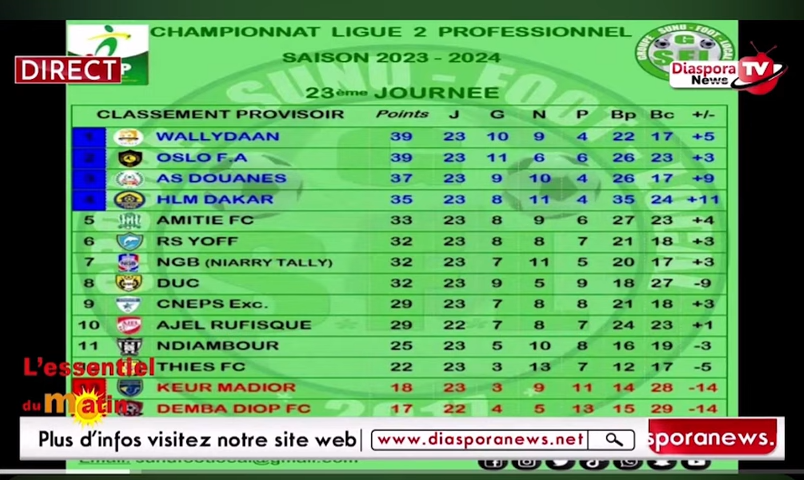 CHAMPIONNAT LIGUE 2 PROFESSIONNEL
SAISON 2023 - 2024
DIRECT
Diaspora TV
News
23ème JOURNEE
CLASSEMENT PROVISOIR Points J G N P Bp Bc +/-
1 WALLYDAAN 39 23 10 9 4 22 17 +5
2 OSLO F.A 39 23 11 6 6 26 23 +3
3 AS DOUANES 37 23 9 10 4 26 17 +9
4 HLM DAKAR 35 23 8 11 4 35 24 +11
5 AMITIE FC 33 23 8 9 6 27 23 +4
6 RS YOFF 32 23 8 8 7 21 18 +3
7 NGB (NIARRY TALLY) 32 23 7 11 5 20 17 +3
8 DUC 32 23 9 5 9 18 27 -9
9 CNEPS Exc. 29 23 7 8 8 21 18 +3
10 AJEL RUFISQUE 29 22 7 8 7 24 23 +1
11 NDIAMBOUR 25 23 5 10 8 16 19 -3
THIES FC 22 23 3 13 7 12 17 -5
KEUR MADIOR 18 23 3 9 11 14 28 -14
DEMBA DIOP FC 17 22 4 5 13 15 29 -14
L'essentiel
du matin
Plus d'infos visitez notre site web www.diasporanews.net sporanews.